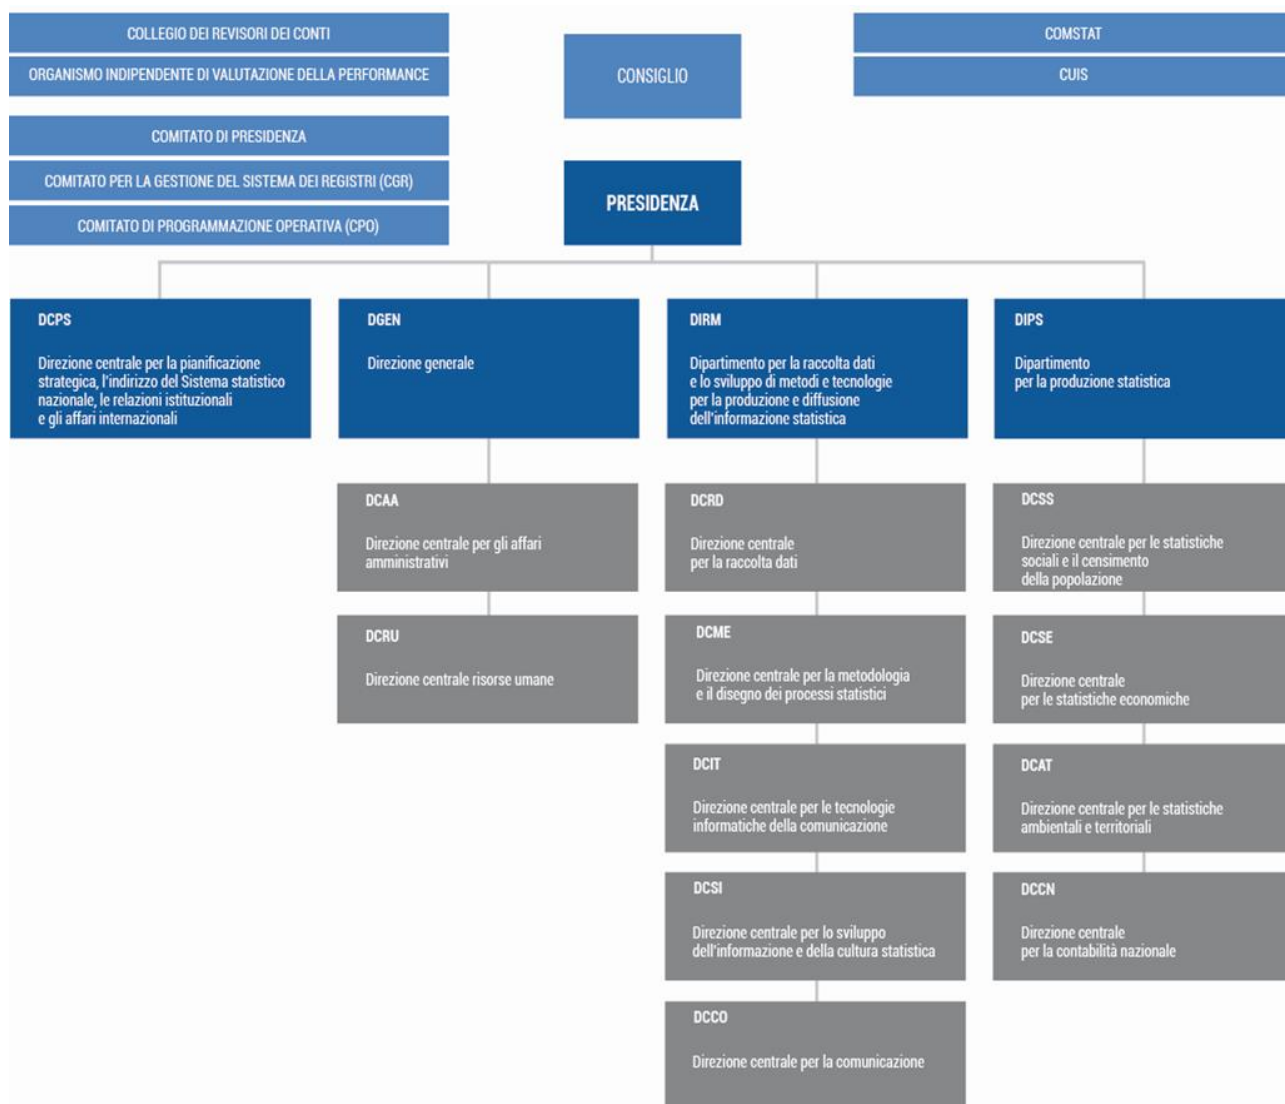 COLLEGIO DEI REVISORI DEI CONTI
ORGANISMO INDIPENDENTE DI VALUTAZIONE DELLA PERFORMANCE
COMITATO DI PRESIDENZA
COMITATO PER LA GESTIONE DEL SISTEMA DEI REGISTRI (CGR)
COMITATO DI PROGRAMMAZIONE OPERATIVA (CPO)
CONSIGLIO
COMSTAT
CUIS
PRESIDENZA
DCPS
Direzione centrale per la pianificazione
strategica, l'indirizzo del Sistema statistico
nazionale, le relazioni istituzionali
e gli affari internazionali
DGEN
Direzione generale
DCAA
Direzione centrale per gli affari
amministrativi
DCRU
Direzione centrale risorse umane
DIRM
Dipartimento per la raccolta dati
e lo sviluppo di metodi e tecnologie
per la produzione e diffusione
dell'informazione statistica
DCRD
Direzione centrale
per la raccolta dati
DCME
Direzione centrale per la metodologia
e il disegno dei processi statistici
DCIT
Direzione centrale per le tecnologie
informatiche della comunicazione
DCSI
Direzione centrale per lo sviluppo
dell'informazione e della cultura statistica
DCCO
Direzione centrale per la comunicazione
DIPS
Dipartimento
per la produzione statistica
DCSS
Direzione centrale per le statistiche
sociali e il censimento
della popolazione
DCSE
Direzione centrale
per le statistiche economiche
DCAT
Direzione centrale per le statistiche
ambientali e territoriali
DCCN
Direzione centrale
per la contabilità nazionale